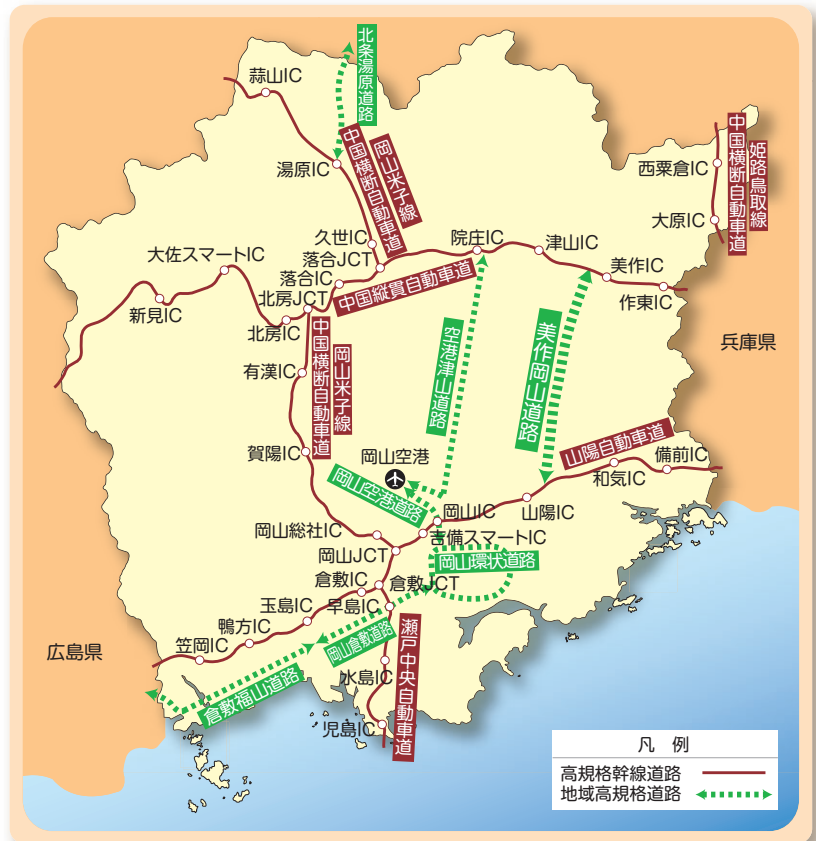 北条湯原道路
蒜山IC
湯原IC
中国横断自動車道
岡山米子線
西粟倉IC
大原IC
中国横断自動車道
姫路鳥取線
久世IC
落合JCT
院庄IC
津山IC
大佐スマートIC
落合IC
美作IC
作東IC
北房JCT
中国縦貫自動車道
新見IC
北房IC
中国横断自動車道
岡山米子線
空港津山道路
美作岡山道路
兵庫県
有漢IC
賀陽IC
岡山空港
山陽自動車道
備前IC
和気IC
岡山空港道路
岡山IC
山陽IC
岡山総社IC
吉備スマートIC
岡山JCT
岡山環状道路
倉敷IC
倉敷JCT
玉島IC
早島IC
鴨方IC
笠岡IC
岡山倉敷道路
瀬戸中央自動車道
広島県
水島IC
倉敷福山道路
児島IC
凡 例
高規格幹線道路
地域高規格道路